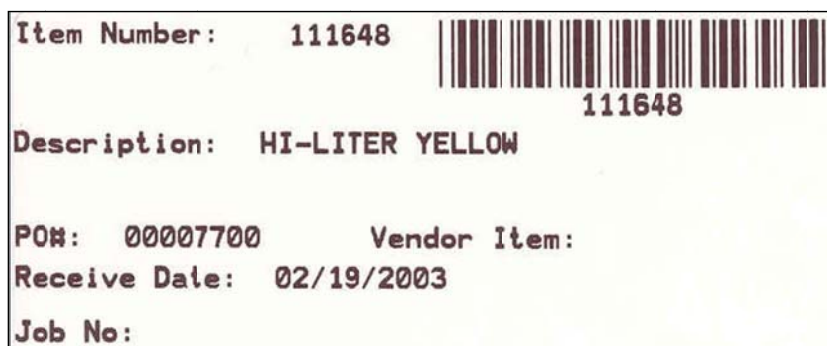 Item Number: 111648
111648
Description: HI-LITER YELLOW
PO#: 00007700 Vendor Item:
Receive Date: 02/19/2003
Job No: